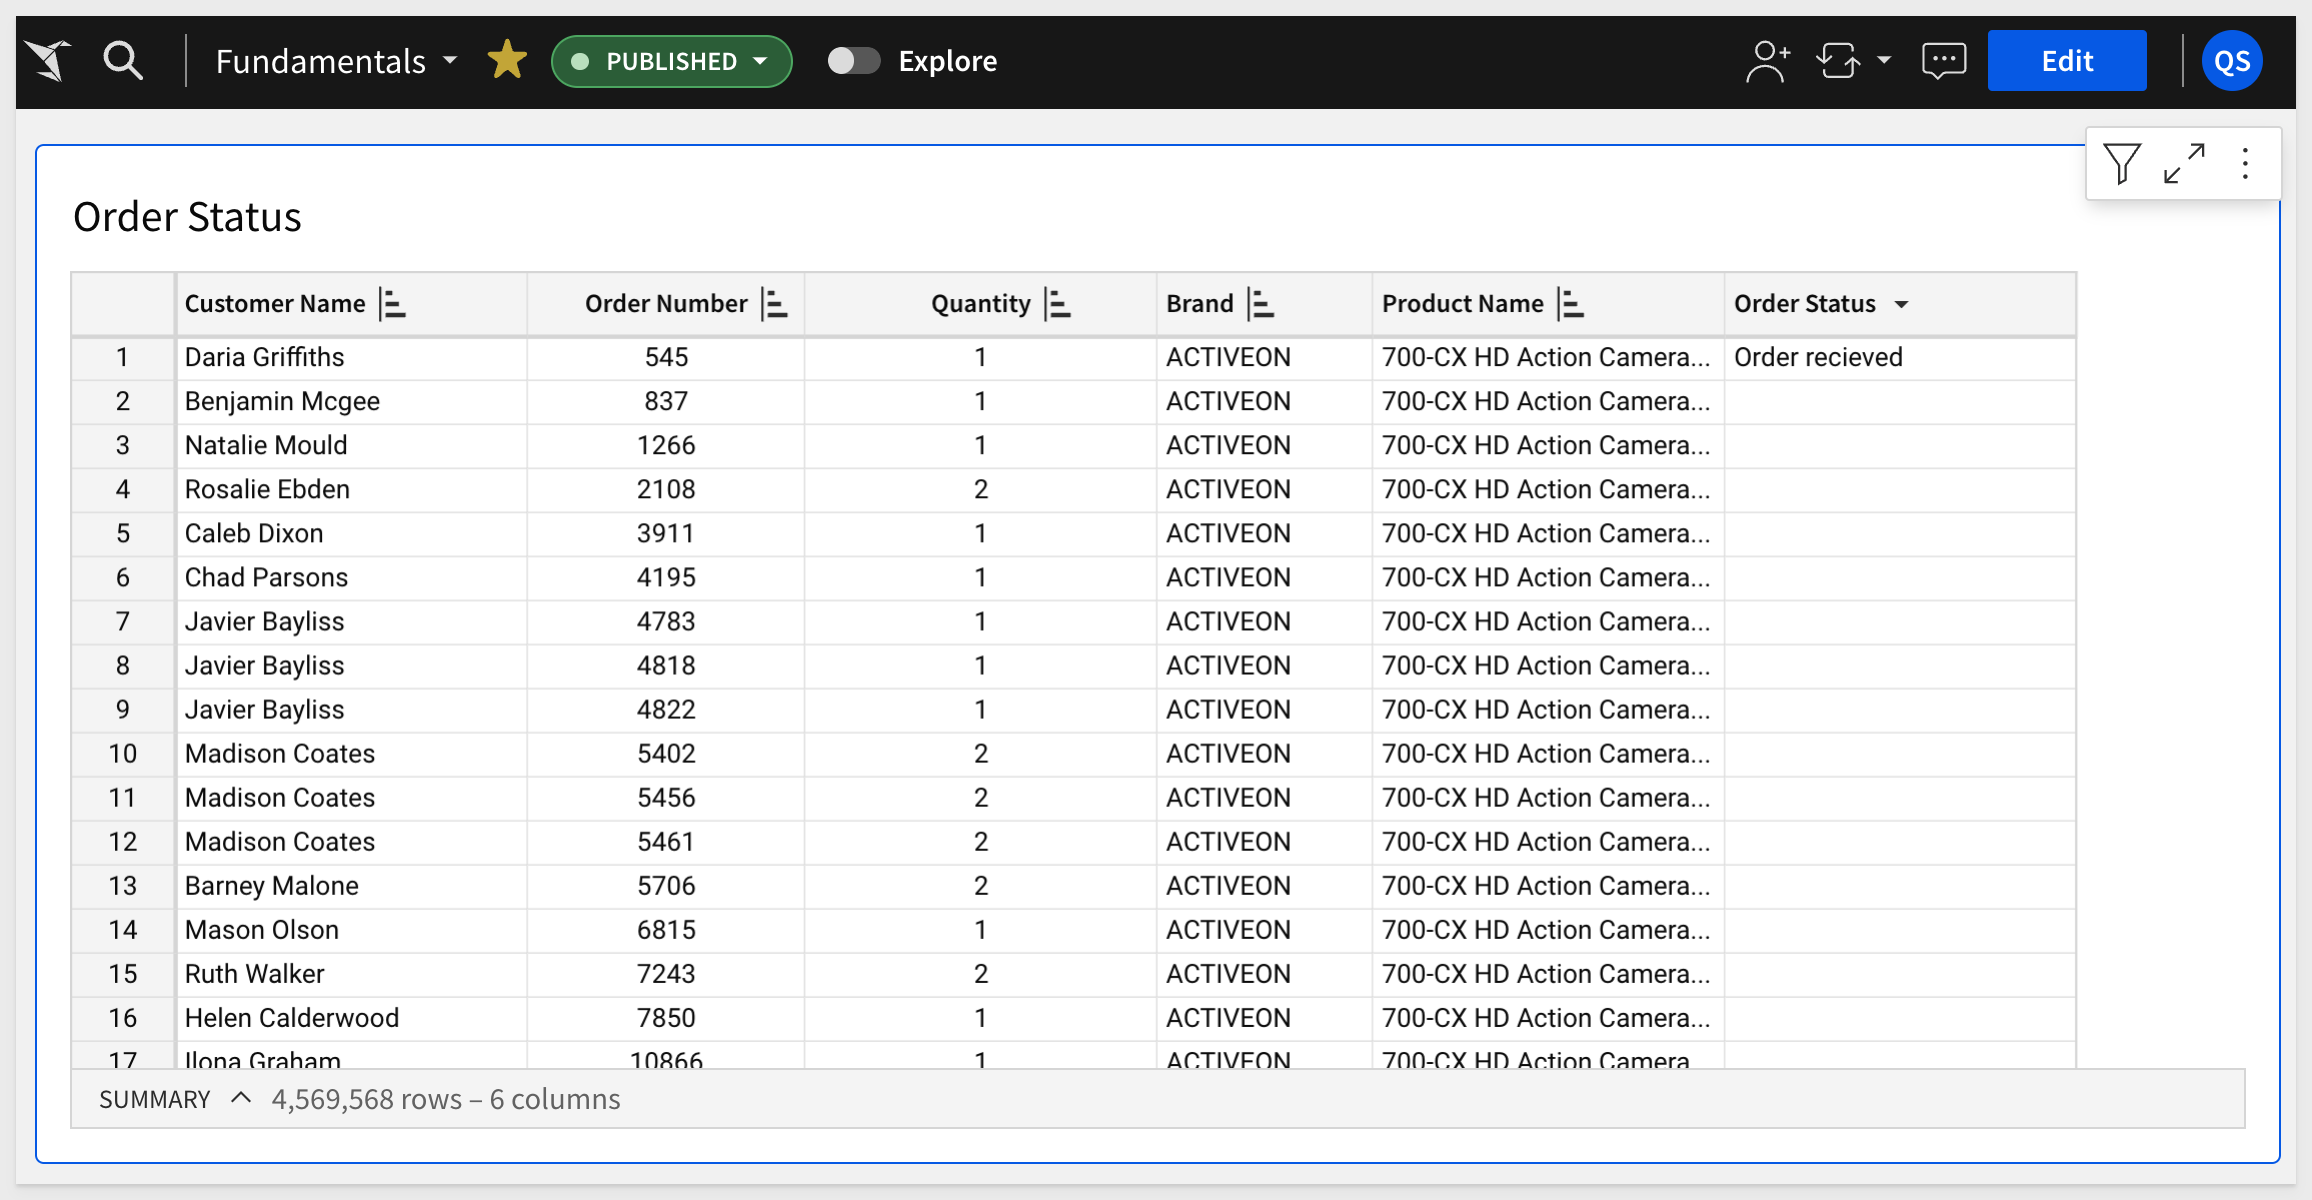 Fundamentals PUBLISHED Explore Edit QS
Order Status
Customer Name Order Number Quantity Brand Product Name Order Status
1 Daria Griffiths 545 1 ACTIVEON 700-CX HD Action Camera... Order recieved
2 Benjamin Mcgee 837 1 ACTIVEON 700-CX HD Action Camera...
3 Natalie Mould 1266 1 ACTIVEON 700-CX HD Action Camera...
4 Rosalie Ebden 2108 2 ACTIVEON 700-CX HD Action Camera...
5 Caleb Dixon 3911 1 ACTIVEON 700-CX HD Action Camera...
6 Chad Parsons 4195 1 ACTIVEON 700-CX HD Action Camera...
7 Javier Bayliss 4783 1 ACTIVEON 700-CX HD Action Camera...
8 Javier Bayliss 4818 1 ACTIVEON 700-CX HD Action Camera...
9 Javier Bayliss 4822 1 ACTIVEON 700-CX HD Action Camera...
10 Madison Coates 5402 2 ACTIVEON 700-CX HD Action Camera...
11 Madison Coates 5456 2 ACTIVEON 700-CX HD Action Camera...
12 Madison Coates 5461 2 ACTIVEON 700-CX HD Action Camera...
13 Barney Malone 5706 2 ACTIVEON 700-CX HD Action Camera...
14 Mason Olson 6815 1 ACTIVEON 700-CX HD Action Camera...
15 Ruth Walker 7243 2 ACTIVEON 700-CX HD Action Camera...
16 Helen Calderwood 7850 1 ACTIVEON 700-CX HD Action Camera...
17 Ilona Graham 10866 1 ACTIVEON 700-CX HD Action Camera
SUMMARY 4,569,568 rows – 6 columns